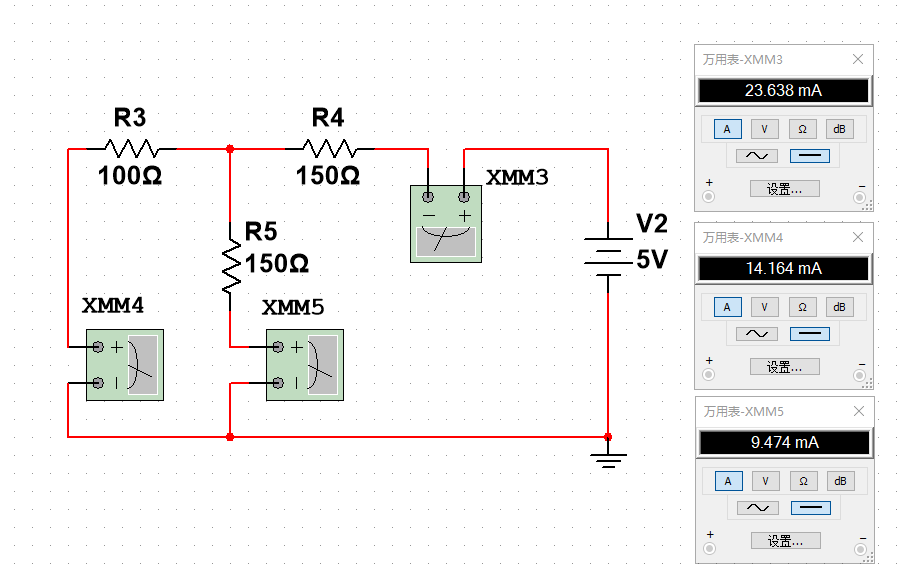 R3
100Ω
R4
150Ω
XMM3
− +
V2
5V
R5
150Ω
XMM4
+
−
XMM5
+
−
万用表-XMM3
23.638 mA
A V Ω dB
+ 设置... −
万用表-XMM4
14.164 mA
A V Ω dB
+ 设置... −
万用表-XMM5
9.474 mA
A V Ω dB
+ 设置... −